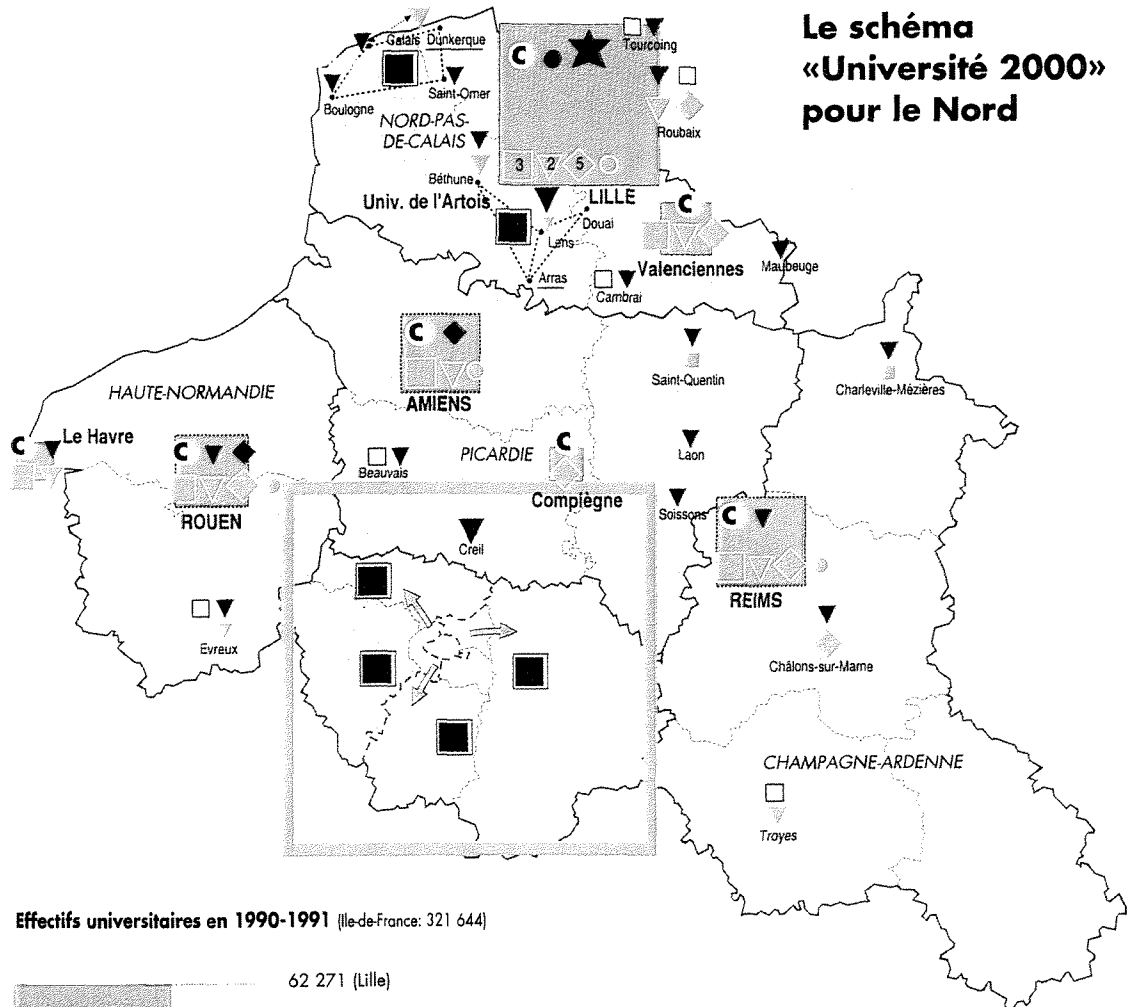 Le schéma
«Université 2000»
pour le Nord
Calais
Dunkerque
Boulogne
Saint-Omer
NORD-PAS-
DE-CALAIS
C
Tourcoing
Roubaix
3
2
5
LILLE
Béthune
Univ. de l'Artois
Lens
Douai
Arras
C
Valenciennes
Maubeuge
Cambrai
C
AMIENS
Saint-Quentin
Charleville-Mézières
HAUTE-NORMANDIE
C
Le Havre
C
ROUEN
Beauvais
PICARDIE
C
Compiègne
Laon
Soissons
C
REIMS
Creil
Evreux
Châlons-sur-Marne
CHAMPAGNE-ARDENNE
Troyes
Effectifs universitaires en 1990-1991 (Ile-de-France: 321 644)
62 271 (Lille)